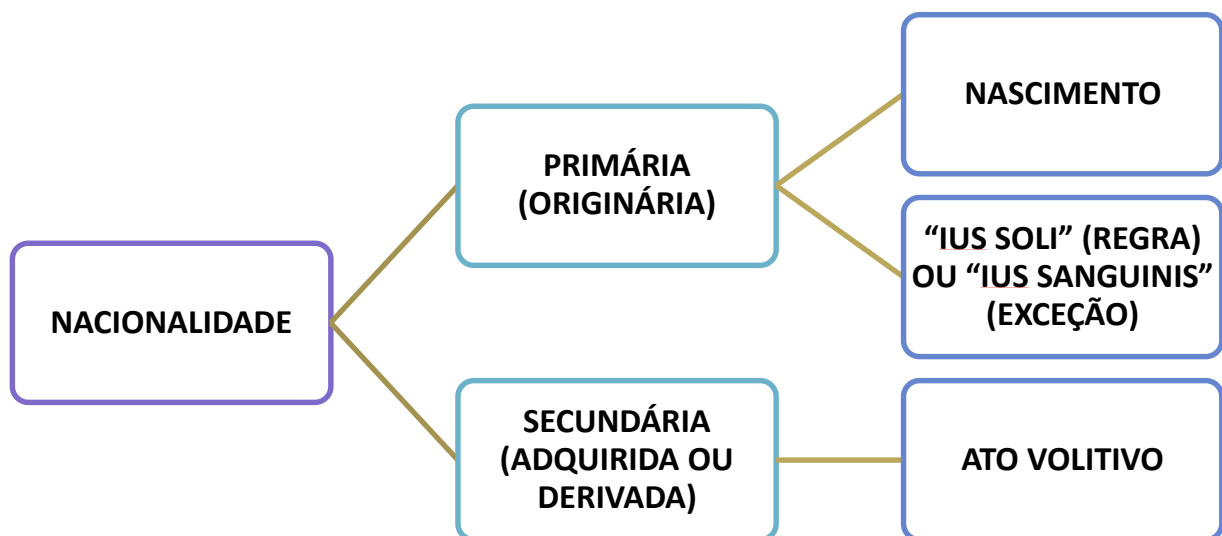 NACIONALIDADE
PRIMÁRIA
(ORIGINÁRIA)
NASCIMENTO
“IUS SOLI” (REGRA)
OU “IUS SANGUINIS”
(EXCEÇÃO)
SECUNDÁRIA
(ADQUIRIDA OU
DERIVADA)
ATO VOLITIVO